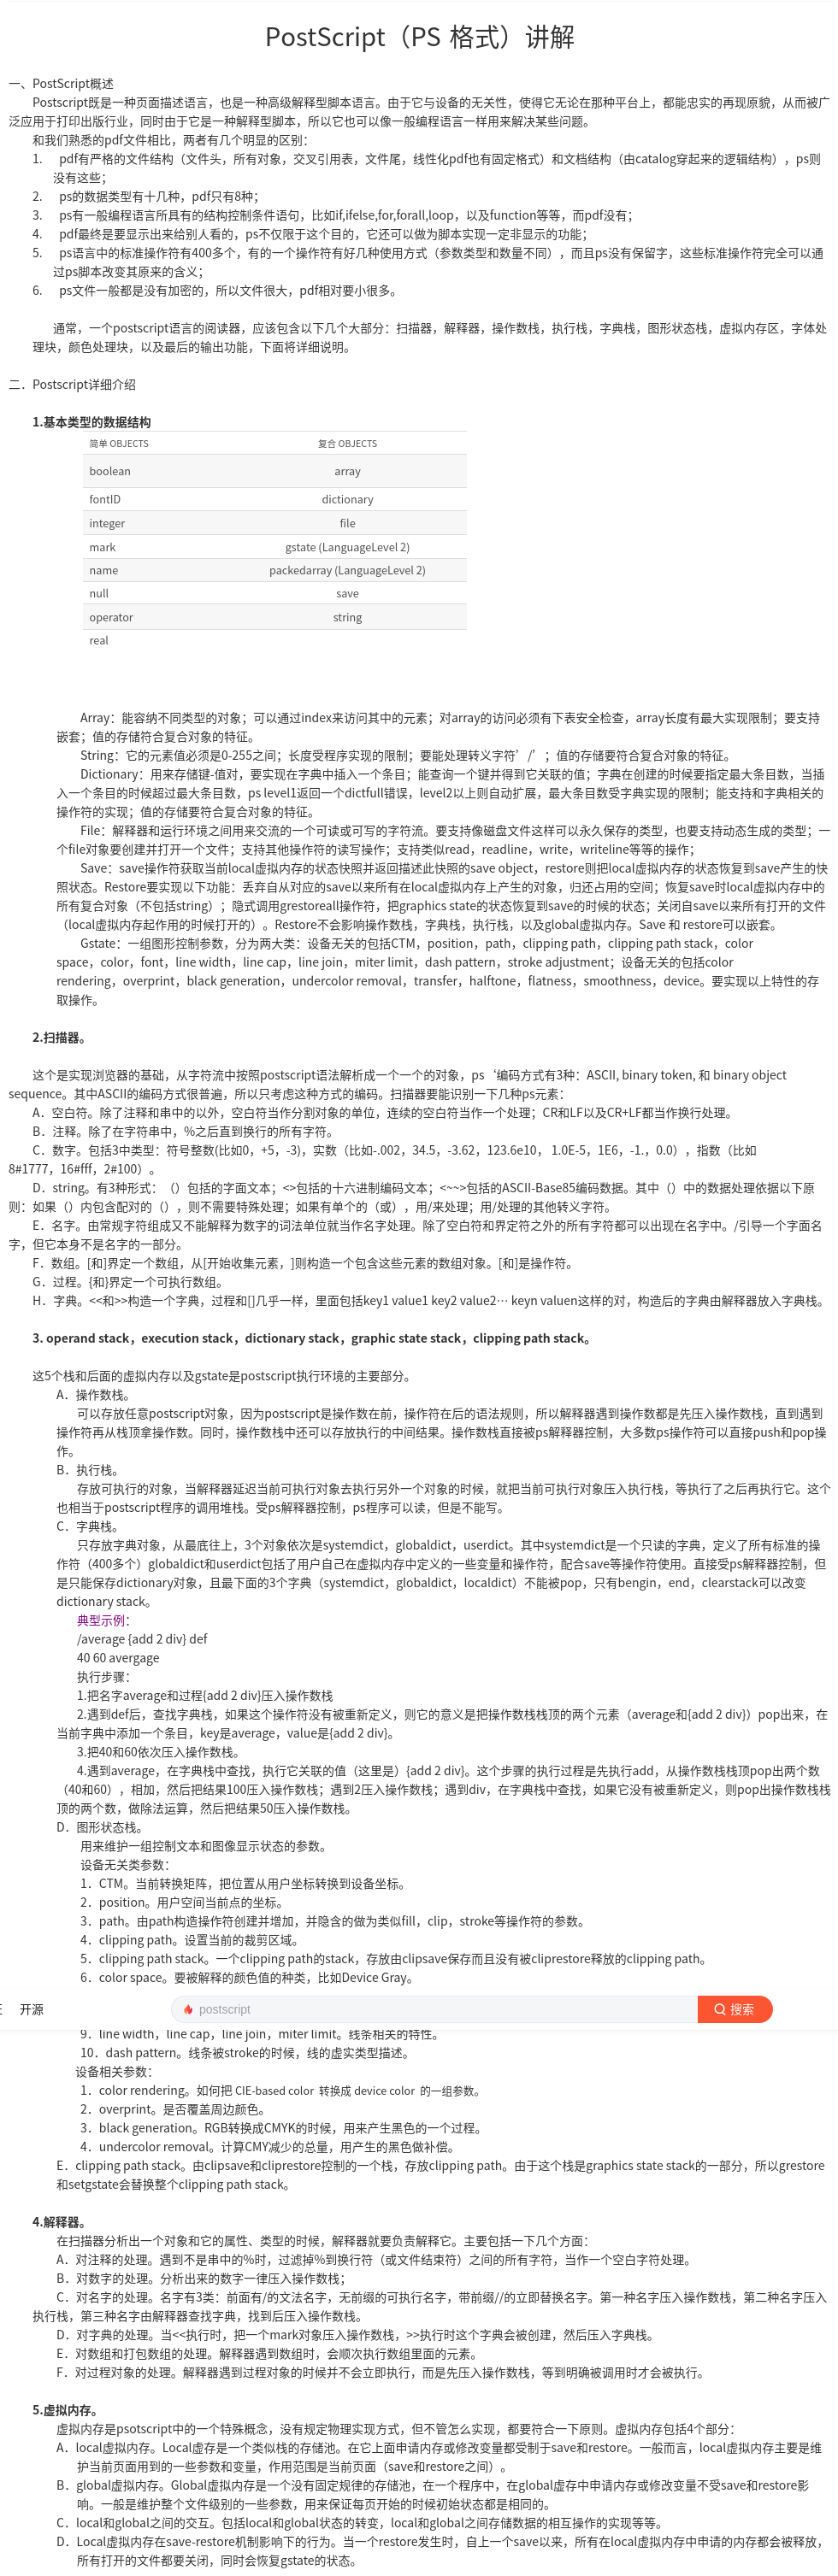 PostScript（PS 格式）讲解
一、PostScript概述
Postscript既是一种页面描述语言，也是一种高级解释型脚本语言。由于它与设备的无关性，使得它无论在那种平台上，都能忠实的再现原貌，从而被广
泛应用于打印出版行业，同时由于它是一种解释型脚本，所以它也可以像一般编程语言一样用来解决某些问题。
和我们熟悉的pdf文件相比，两者有几个明显的区别：
1. pdf有严格的文件结构（文件头，所有对象，交叉引用表，文件尾，线性化pdf也有固定格式）和文档结构（由catalog穿起来的逻辑结构），ps则
没有这些；
2. ps的数据类型有十几种，pdf只有8种；
3. ps有一般编程语言所具有的结构控制条件语句，比如if,ifelse,for,forall,loop，以及function等等，而pdf没有；
4. pdf最终是要显示出来给别人看的，ps不仅限于这个目的，它还可以做为脚本实现一定非显示的功能；
5. ps语言中的标准操作符有400多个，有的一个操作符有好几种使用方式（参数类型和数量不同），而且ps没有保留字，这些标准操作符完全可以通
过ps脚本改变其原来的含义；
6. ps文件一般都是没有加密的，所以文件很大，pdf相对要小很多。
通常，一个postscript语言的阅读器，应该包含以下几个大部分：扫描器，解释器，操作数栈，执行栈，字典栈，图形状态栈，虚拟内存区，字体处
理块，颜色处理块，以及最后的输出功能，下面将详细说明。
二．Postscript详细介绍
1.基本类型的数据结构
简单 OBJECTS 复合 OBJECTS
boolean array
fontID dictionary
integer file
mark gstate (LanguageLevel 2)
name packedarray (LanguageLevel 2)
null save
operator string
real
Array：能容纳不同类型的对象；可以通过index来访问其中的元素；对array的访问必须有下表安全检查，array长度有最大实现限制；要支持
嵌套；值的存储符合复合对象的特征。
String：它的元素值必须是0-255之间；长度受程序实现的限制；要能处理转义字符’/’；值的存储要符合复合对象的特征。
Dictionary：用来存储键-值对，要实现在字典中插入一个条目；能查询一个键并得到它关联的值；字典在创建的时候要指定最大条目数，当插
入一个条目的时候超过最大条目数，ps level1返回一个dictfull错误，level2以上则自动扩展，最大条目数受字典实现的限制；能支持和字典相关的
操作符的实现；值的存储要符合复合对象的特征。
File：解释器和运行环境之间用来交流的一个可读或可写的字符流。要支持像磁盘文件这样可以永久保存的类型，也要支持动态生成的类型；一
个file对象要创建并打开一个文件；支持其他操作符的读写操作；支持类似read，readline，write，writeline等等的操作；
Save：save操作符获取当前local虚拟内存的状态快照并返回描述此快照的save object，restore则把local虚拟内存的状态恢复到save产生的快
照状态。Restore要实现以下功能：丢弃自从对应的save以来所有在local虚拟内存上产生的对象，归还占用的空间；恢复save时local虚拟内存中的
所有复合对象（不包括string）；隐式调用grestoreall操作符，把graphics state的状态恢复到save的时候的状态；关闭自save以来所有打开的文件
（local虚拟内存起作用的时候打开的）。Restore不会影响操作数栈，字典栈，执行栈，以及global虚拟内存。Save 和 restore可以嵌套。
Gstate：一组图形控制参数，分为两大类：设备无关的包括CTM，position，path，clipping path，clipping path stack，color
space，color，font，line width，line cap，line join，miter limit，dash pattern，stroke adjustment；设备无关的包括color
rendering，overprint，black generation，undercolor removal，transfer，halftone，flatness，smoothness，device。要实现以上特性的存
取操作。
2.扫描器。
这个是实现浏览器的基础，从字符流中按照postscript语法解析成一个一个的对象，ps‘编码方式有3种：ASCII, binary token, 和 binary object
sequence。其中ASCII的编码方式很普遍，所以只考虑这种方式的编码。扫描器要能识别一下几种ps元素：
A．空白符。除了注释和串中的以外，空白符当作分割对象的单位，连续的空白符当作一个处理；CR和LF以及CR+LF都当作换行处理。
B．注释。除了在字符串中，%之后直到换行的所有字符。
C．数字。包括3中类型：符号整数(比如0，+5，-3)，实数（比如-.002，34.5，-3.62，123.6e10， 1.0E-5，1E6，-1.，0.0），指数（比如
8#1777，16#fff，2#100）。
D．string。有3种形式：（）包括的字面文本；<>包括的十六进制编码文本；<~~>包括的ASCII-Base85编码数据。其中（）中的数据处理依据以下原
则：如果（）内包含配对的（），则不需要特殊处理；如果有单个的（或），用/来处理；用/处理的其他转义字符。
E．名字。由常规字符组成又不能解释为数字的词法单位就当作名字处理。除了空白符和界定符之外的所有字符都可以出现在名字中。/引导一个字面名
字，但它本身不是名字的一部分。
F．数组。[和]界定一个数组，从[开始收集元素，]则构造一个包含这些元素的数组对象。[和]是操作符。
G．过程。{和}界定一个可执行数组。
H．字典。<<和>>构造一个字典，过程和[]几乎一样，里面包括key1 value1 key2 value2… keyn valuen这样的对，构造后的字典由解释器放入字典栈。
3. operand stack，execution stack，dictionary stack，graphic state stack，clipping path stack。
这5个栈和后面的虚拟内存以及gstate是postscript执行环境的主要部分。
A．操作数栈。
可以存放任意postscript对象，因为postscript是操作数在前，操作符在后的语法规则，所以解释器遇到操作数都是先压入操作数栈，直到遇到
操作符再从栈顶拿操作数。同时，操作数栈中还可以存放执行的中间结果。操作数栈直接被ps解释器控制，大多数ps操作符可以直接push和pop操
作。
B．执行栈。
存放可执行的对象，当解释器延迟当前可执行对象去执行另外一个对象的时候，就把当前可执行对象压入执行栈，等执行了之后再执行它。这个
也相当于postscript程序的调用堆栈。受ps解释器控制，ps程序可以读，但是不能写。
C．字典栈。
只存放字典对象，从最底往上，3个对象依次是systemdict，globaldict，userdict。其中systemdict是一个只读的字典，定义了所有标准的操
作符（400多个）globaldict和userdict包括了用户自己在虚拟内存中定义的一些变量和操作符，配合save等操作符使用。直接受ps解释器控制，但
是只能保存dictionary对象，且最下面的3个字典（systemdict，globaldict，localdict）不能被pop，只有bengin，end，clearstack可以改变
dictionary stack。
典型示例：
/average {add 2 div} def
40 60 avergage
执行步骤：
1.把名字average和过程{add 2 div}压入操作数栈
2.遇到def后，查找字典栈，如果这个操作符没有被重新定义，则它的意义是把操作数栈栈顶的两个元素（average和{add 2 div}）pop出来，在
当前字典中添加一个条目，key是average，value是{add 2 div}。
3.把40和60依次压入操作数栈。
4.遇到average，在字典栈中查找，执行它关联的值（这里是）{add 2 div}。这个步骤的执行过程是先执行add，从操作数栈栈顶pop出两个数
（40和60），相加，然后把结果100压入操作数栈；遇到2压入操作数栈；遇到div，在字典栈中查找，如果它没有被重新定义，则pop出操作数栈栈
顶的两个数，做除法运算，然后把结果50压入操作数栈。
D．图形状态栈。
用来维护一组控制文本和图像显示状态的参数。
设备无关类参数：
1．CTM。当前转换矩阵，把位置从用户坐标转换到设备坐标。
2．position。用户空间当前点的坐标。
3．path。由path构造操作符创建并增加，并隐含的做为类似fill，clip，stroke等操作符的参数。
4．clipping path。设置当前的裁剪区域。
5．clipping path stack。一个clipping path的stack，存放由clipsave保存而且没有被cliprestore释放的clipping path。
6．color space。要被解释的颜色值的种类，比如Device Gray。
开源 postscript 搜索
9．line width，line cap，line join，miter limit。线条相关的特性。
10．dash pattern。线条被stroke的时候，线的虚实类型描述。
设备相关参数：
1．color rendering。如何把 CIE-based color 转换成 device color 的一组参数。
2．overprint。是否覆盖周边颜色。
3．black generation。RGB转换成CMYK的时候，用来产生黑色的一个过程。
4．undercolor removal。计算CMY减少的总量，用产生的黑色做补偿。
E．clipping path stack。由clipsave和cliprestore控制的一个栈，存放clipping path。由于这个栈是graphics state stack的一部分，所以grestore
和setgstate会替换整个clipping path stack。
4.解释器。
在扫描器分析出一个对象和它的属性、类型的时候，解释器就要负责解释它。主要包括一下几个方面：
A．对注释的处理。遇到不是串中的%时，过滤掉%到换行符（或文件结束符）之间的所有字符，当作一个空白字符处理。
B．对数字的处理。分析出来的数字一律压入操作数栈；
C．对名字的处理。名字有3类：前面有/的文法名字，无前缀的可执行名字，带前缀//的立即替换名字。第一种名字压入操作数栈，第二种名字压入
执行栈，第三种名字由解释器查找字典，找到后压入操作数栈。
D．对字典的处理。当<<执行时，把一个mark对象压入操作数栈，>>执行时这个字典会被创建，然后压入字典栈。
E．对数组和打包数组的处理。解释器遇到数组时，会顺次执行数组里面的元素。
F．对过程对象的处理。解释器遇到过程对象的时候并不会立即执行，而是先压入操作数栈，等到明确被调用时才会被执行。
5.虚拟内存。
虚拟内存是psotscript中的一个特殊概念，没有规定物理实现方式，但不管怎么实现，都要符合一下原则。虚拟内存包括4个部分：
A．local虚拟内存。Local虚存是一个类似栈的存储池。在它上面申请内存或修改变量都受制于save和restore。一般而言，local虚拟内存主要是维
护当前页面用到的一些参数和变量，作用范围是当前页面（save和restore之间）。
B．global虚拟内存。Global虚拟内存是一个没有固定规律的存储池，在一个程序中，在global虚存中申请内存或修改变量不受save和restore影
响。一般是维护整个文件级别的一些参数，用来保证每页开始的时候初始状态都是相同的。
C．local和global之间的交互。包括local和global状态的转变，local和global之间存储数据的相互操作的实现等等。
D．Local虚拟内存在save-restore机制影响下的行为。当一个restore发生时，自上一个save以来，所有在local虚拟内存中申请的内存都会被释放，
所有打开的文件都要关闭，同时会恢复gstate的状态。